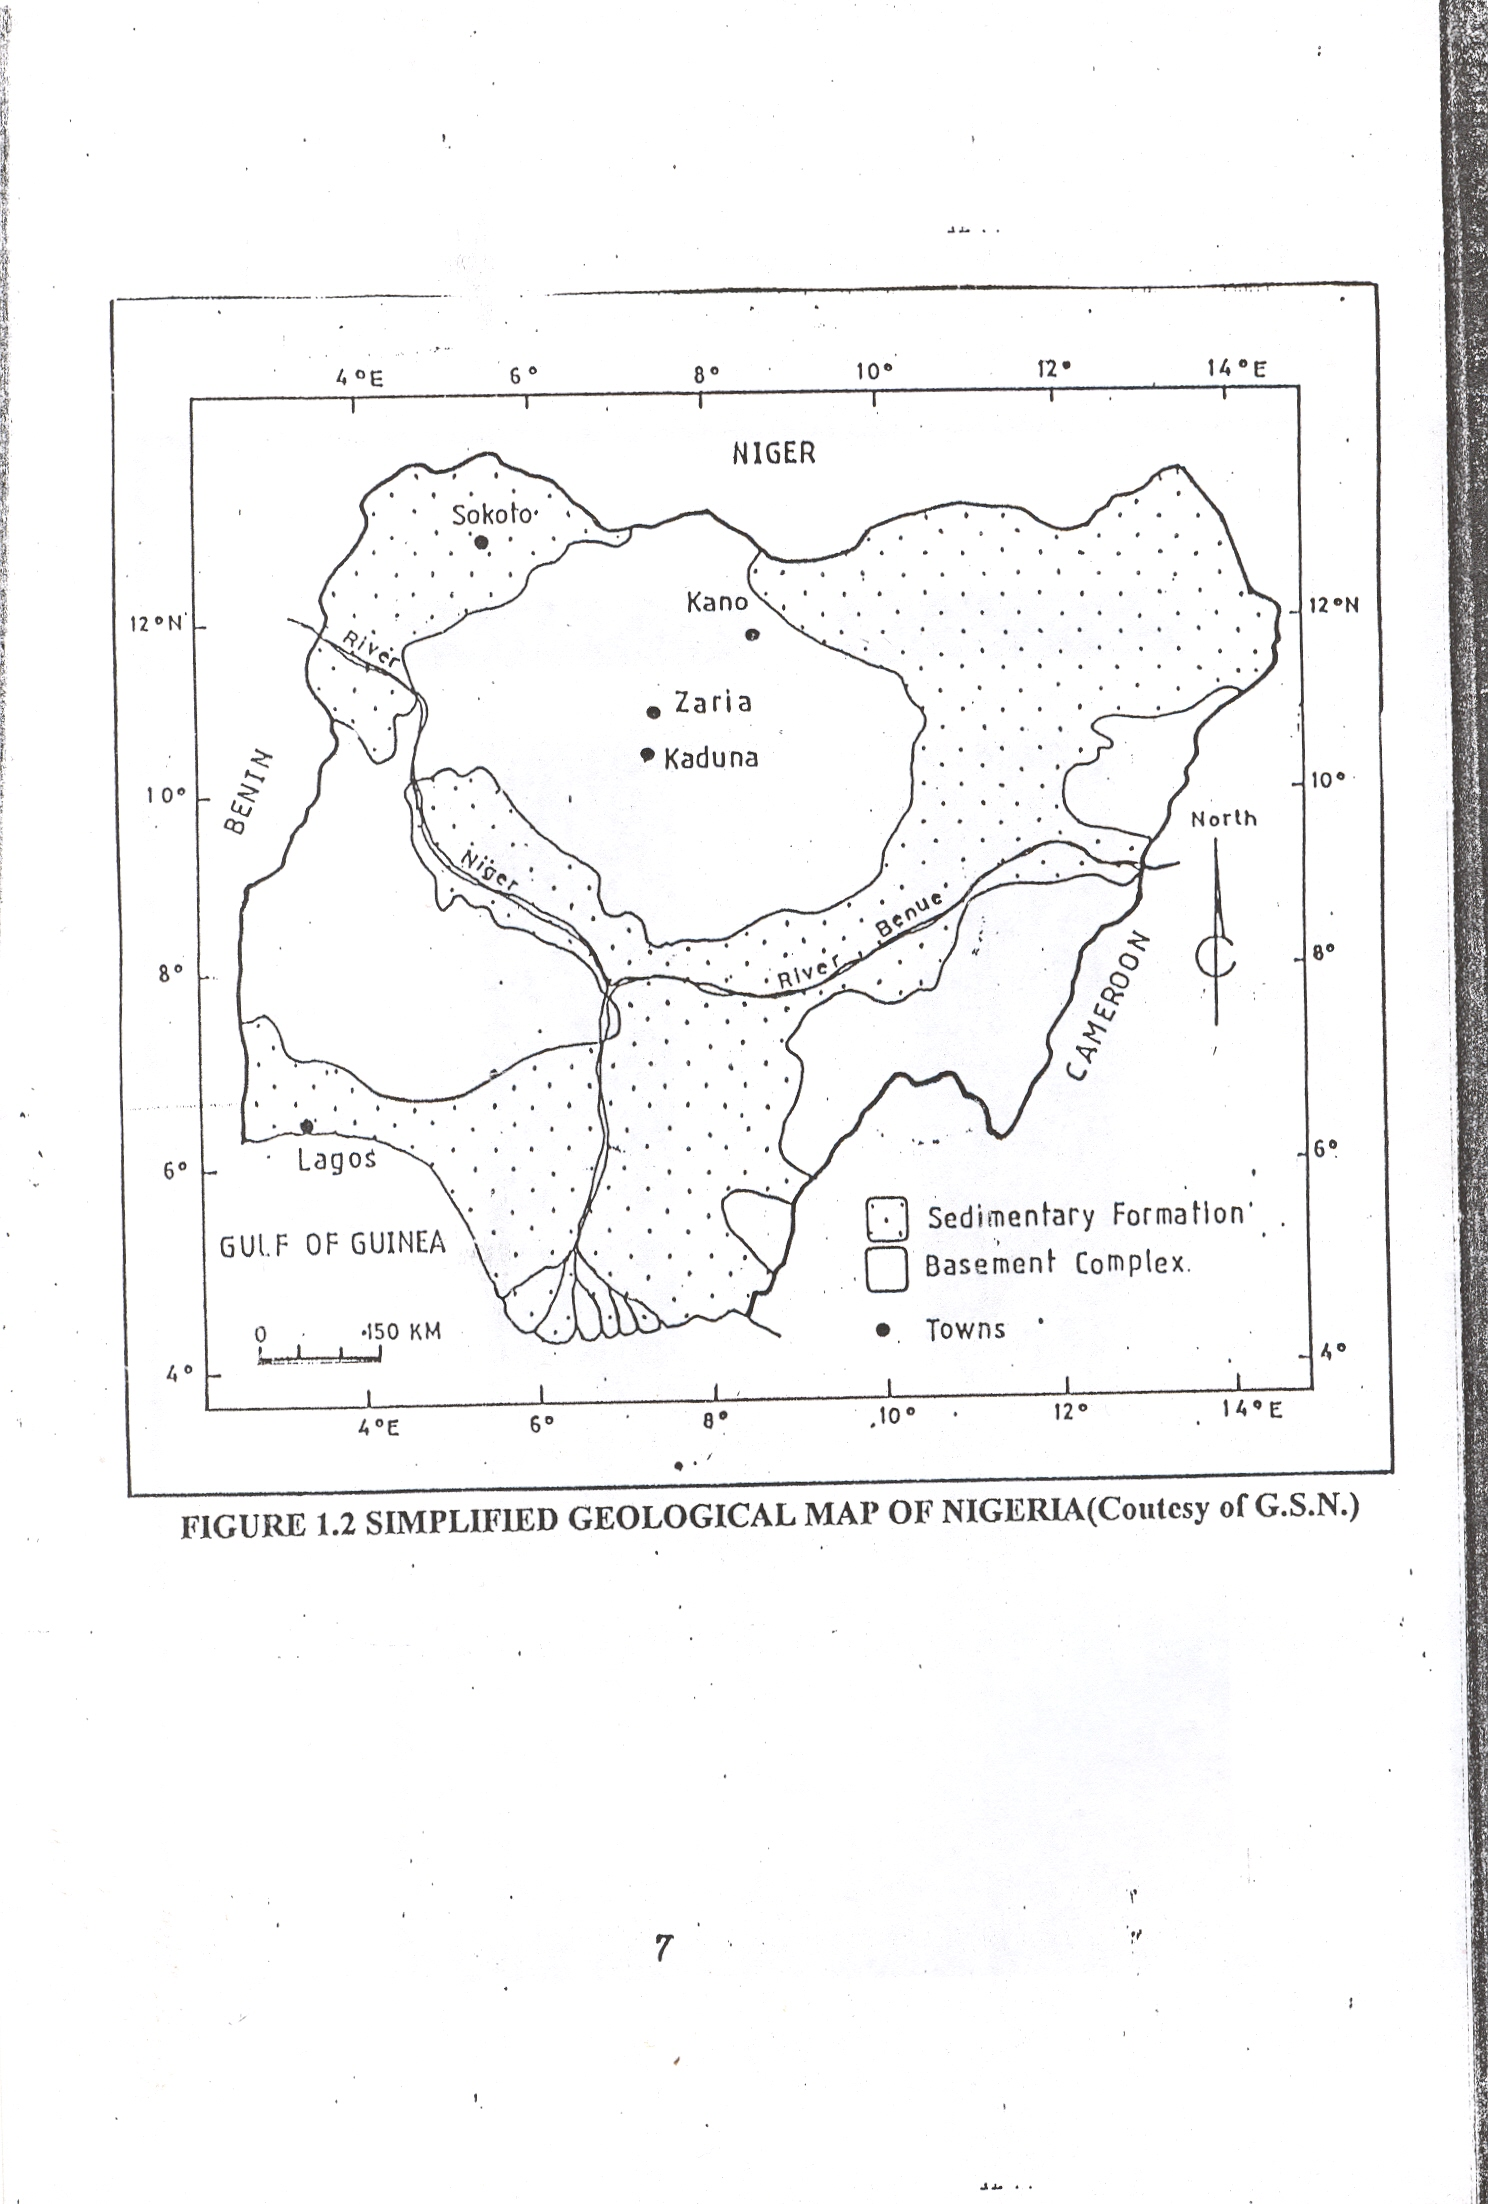 4°E 6° 8° 10° 12° 14°E
NIGER
Sokoto
Kano
12°N 12°N
River
Zaria
Kaduna
BENIN
10° 10°
North
Niger
Benue
River
8° 8°
CAMEROON
Lagos
6° 6°
Sedimentary Formation
GULF OF GUINEA
Basement Complex.
0 150 KM
Towns
4° 4°
4°E 6° 8° 10° 12° 14°E
FIGURE 1.2 SIMPLIFIED GEOLOGICAL MAP OF NIGERIA(Coutesy of G.S.N.)
7